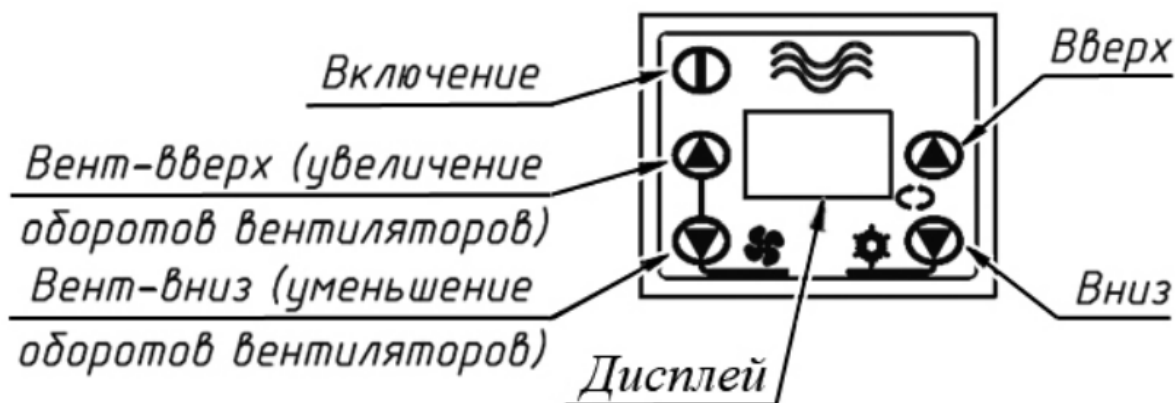 Включение
Вверх
Вент-вверх (увеличение
оборотов вентиляторов)
Вент-вниз (уменьшение
оборотов вентиляторов)
Вниз
Дисплей